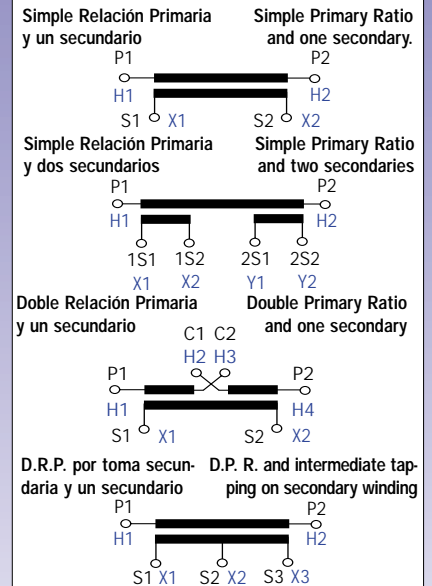 Simple Relación Primaria Simple Primary Ratio
y un secundario and one secondary.
P1 P2
H1 H2
S1 X1 S2 X2
Simple Relación Primaria Simple Primary Ratio
y dos secundarios and two secondaries
P1 P2
H1 H2
1S1 1S2 2S1 2S2
X1 X2 Y1 Y2
Doble Relación Primaria Double Primary Ratio
y un secundario and one secondary
C1 C2
H2 H3
P1 P2
H1 H4
S1 X1 S2 X2
D.R.P. por toma secun- D.P. R. and intermediate tap-
daria y un secundario ping on secondary winding
P1 P2
H1 H2
S1 X1 S2 X2 S3 X3